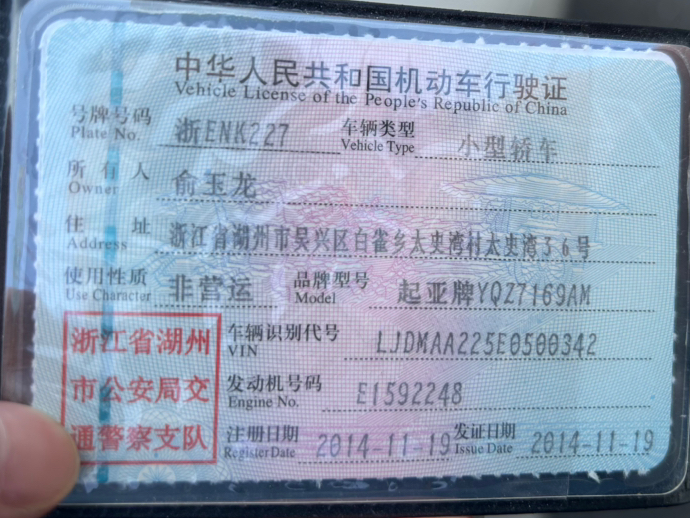 中华人民共和国机动车行驶证
Vehicle License of the People's Republic of China
号牌号码 浙ENK227 车辆类型 小型轿车
Plate No. Vehicle Type
所有人 俞玉龙
Owner
住址 浙江省湖州市吴兴区白雀乡太史湾村太史湾36号
Address
使用性质 非营运 品牌型号 起亚牌YQZ7169AM
Use Character Model
浙江省湖州 车辆识别代号 LJDMAA225E0500342
VIN
市公安局交 发动机号码 E1592248
Engine No.
通警察支队 注册日期 2014-11-19 发证日期 2014-11-19
Register Date Issue Date